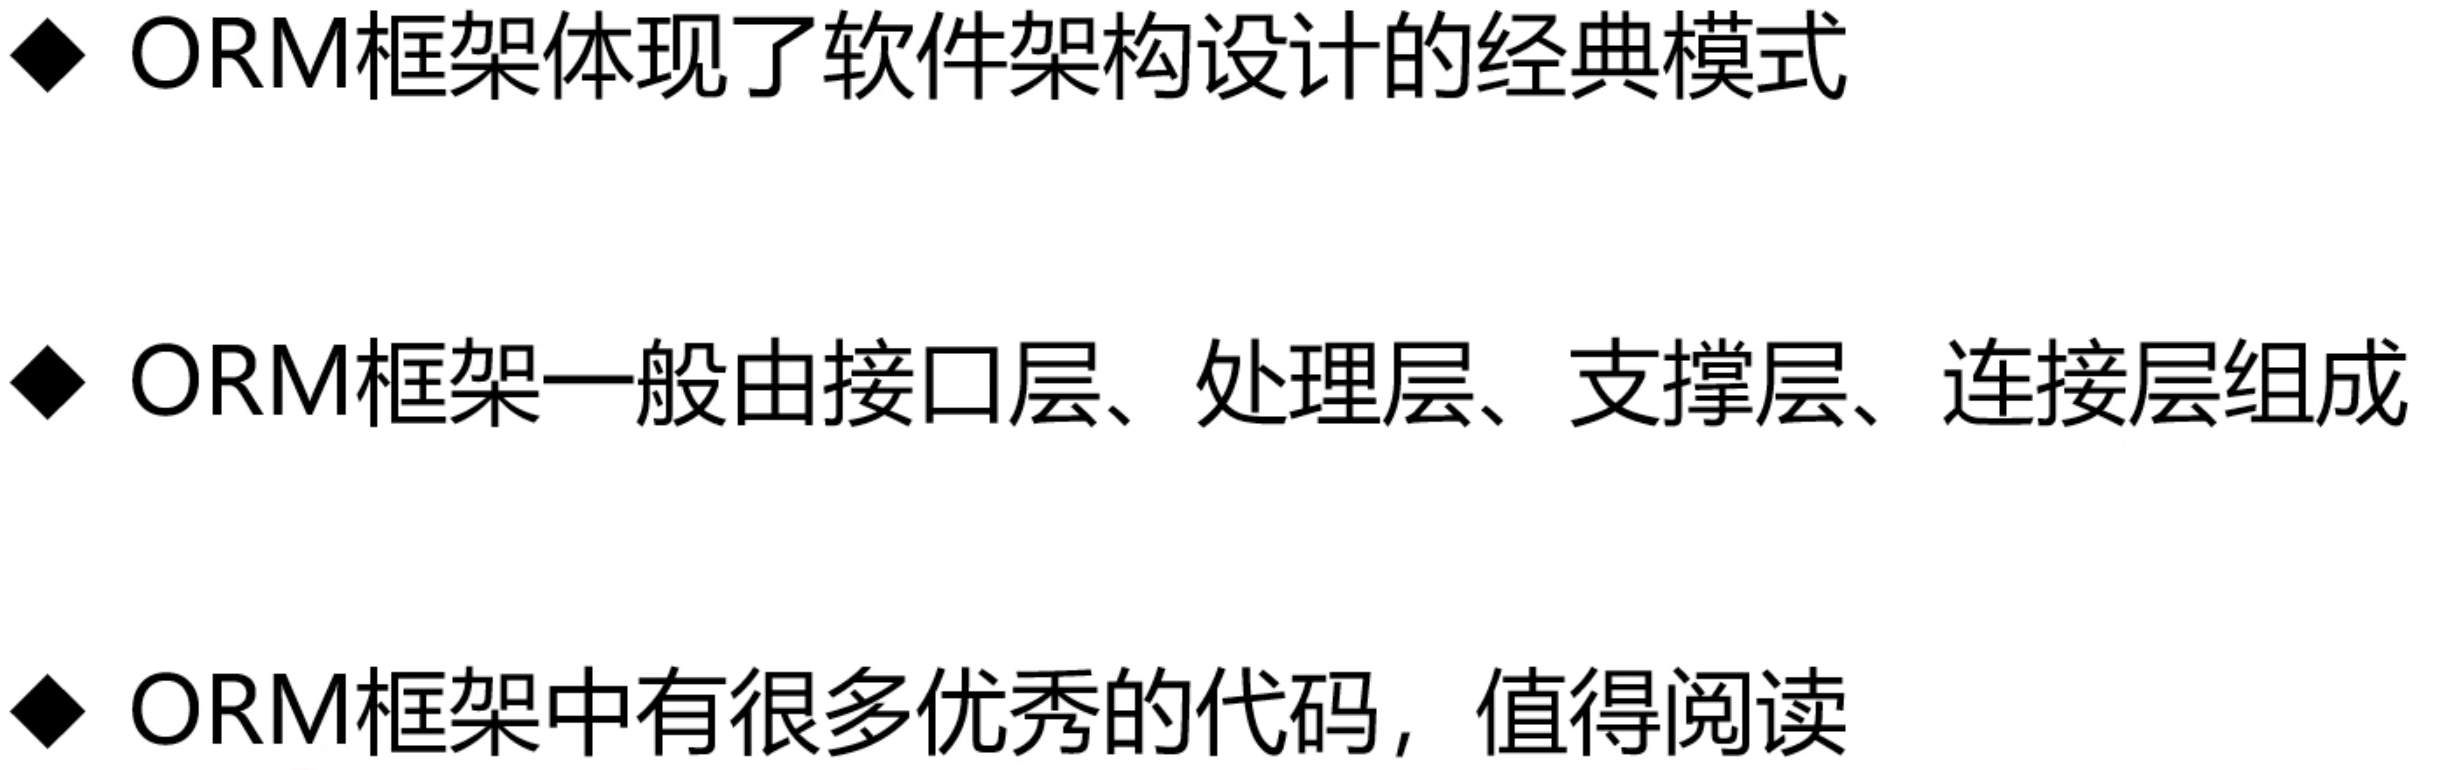 ◆ ORM框架体现了软件架构设计的经典模式
◆ ORM框架一般由接口层、处理层、支撑层、连接层组成
◆ ORM框架中有很多优秀的代码，值得阅读